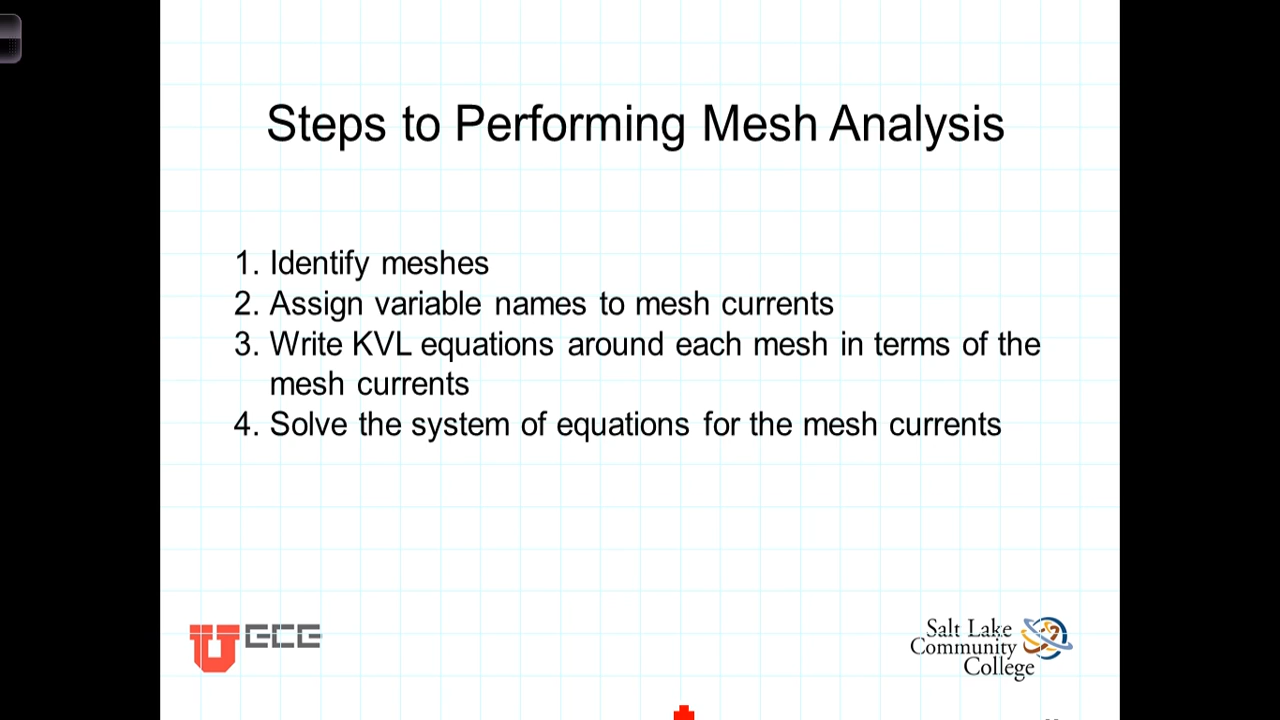 Steps to Performing Mesh Analysis
1. Identify meshes
2. Assign variable names to mesh currents
3. Write KVL equations around each mesh in terms of the
mesh currents
4. Solve the system of equations for the mesh currents
U ECE
Salt Lake
Community
College